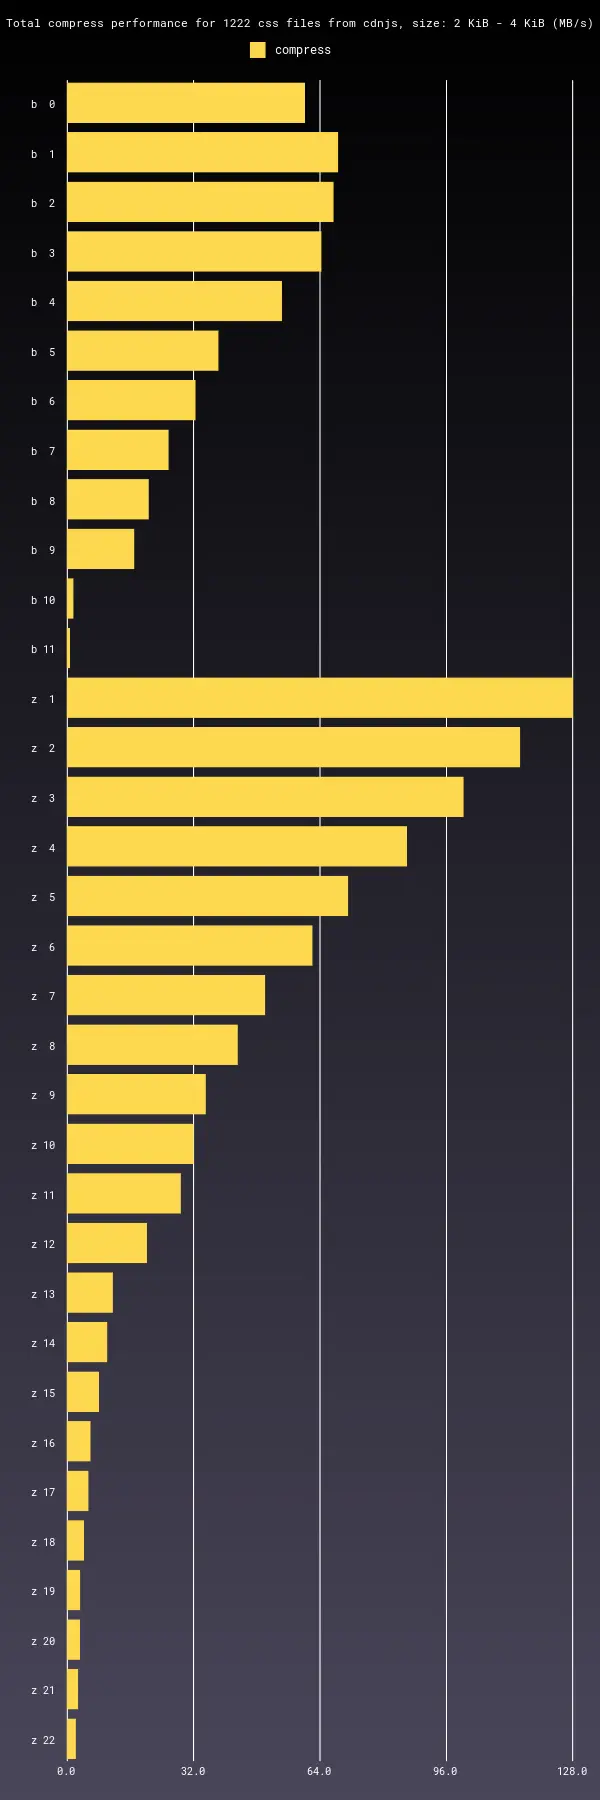 Total compress performance for 1222 css files from cdnjs, size: 2 KiB - 4 KiB (MB/s)
compress
b 0
b 1
b 2
b 3
b 4
b 5
b 6
b 7
b 8
b 9
b 10
b 11
z 1
z 2
z 3
z 4
z 5
z 6
z 7
z 8
z 9
z 10
z 11
z 12
z 13
z 14
z 15
z 16
z 17
z 18
z 19
z 20
z 21
z 22
0.0 32.0 64.0 96.0 128.0